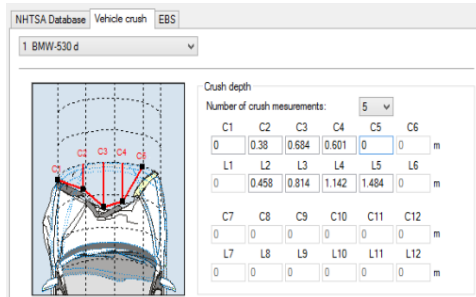 NHTSA Database Vehicle crush EBS
1 BMW-530 d
Crush depth
Number of crush mesurements: 5
C1 C2 C3 C4 C5 C6
0 0.38 0.684 0.601 0 0 m
L1 L2 L3 L4 L5 L6
0 0.458 0.814 1.142 1.484 0 m
C7 C8 C9 C10 C11 C12
0 0 0 0 0 0 m
L7 L8 L9 L10 L11 L12
0 0 0 0 0 0 m
C3 C4